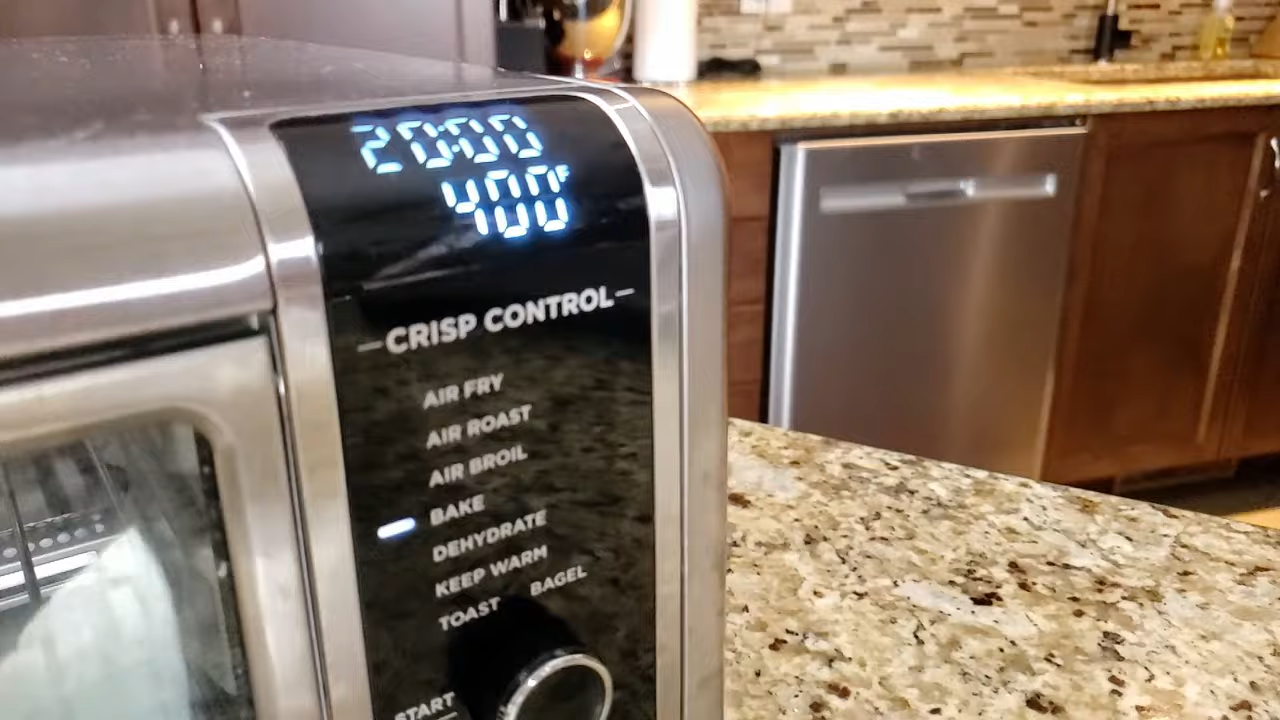 20:00
400°F
CRISP CONTROL
AIR FRY
AIR ROAST
AIR BROIL
BAKE
DEHYDRATE
KEEP WARM
TOAST BAGEL
START